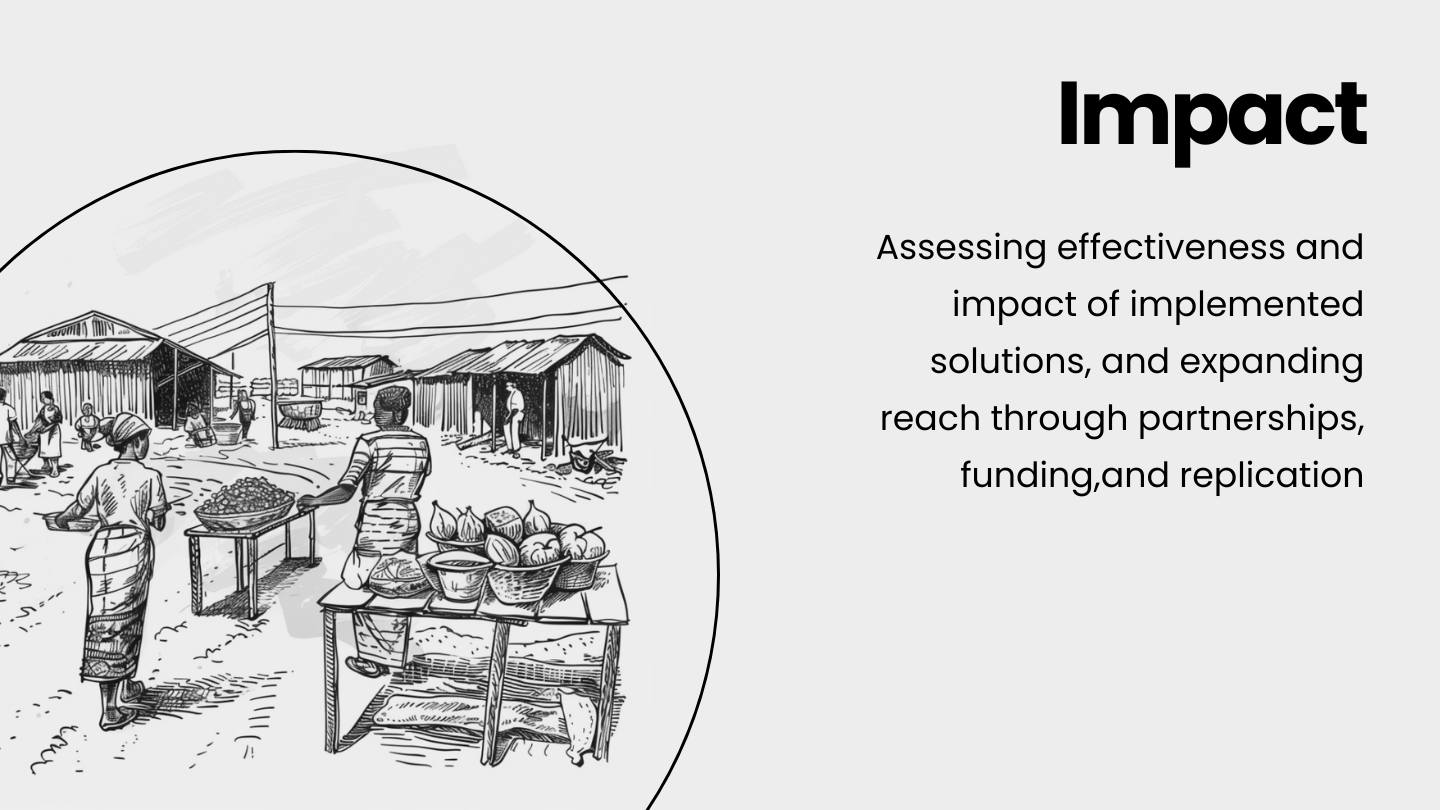 Impact
Assessing effectiveness and
impact of implemented
solutions, and expanding
reach through partnerships,
funding,and replication